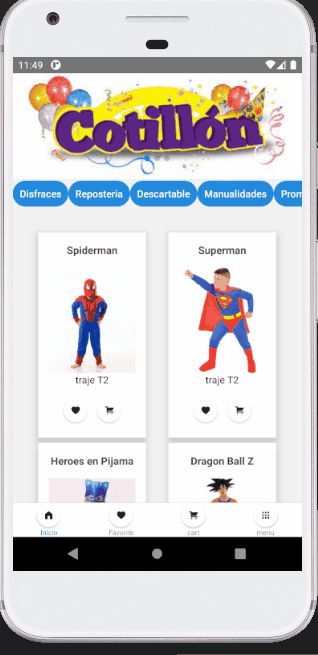 11:49
Cotillón
Disfraces Reposteria Descartable Manualidades Prom
Spiderman Superman
traje T2 traje T2
Heroes en Pijama Dragon Ball Z
Inicio Favorite cart menu